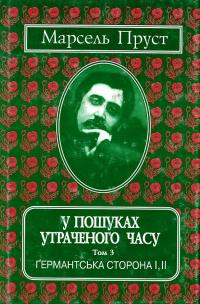 Марсель Пруст
У ПОШУКАХ
УТРАЧЕНОГО ЧАСУ
Том 3
ҐЕРМАНТСЬКА СТОРОНА I, II